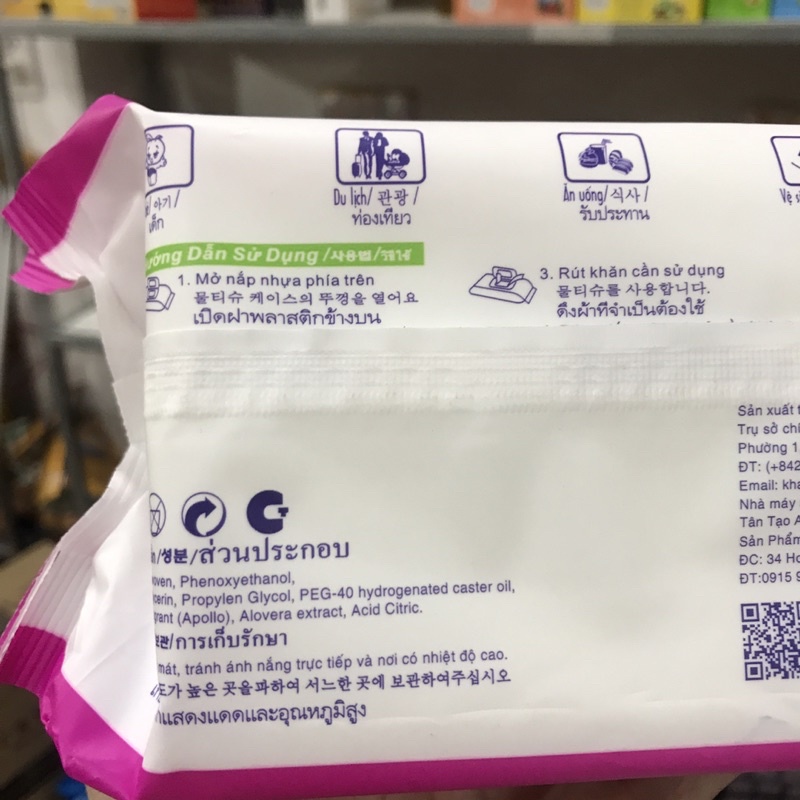 아기/
เด็ก
Du lịch/ 관광 /
ท่องเที่ยว
Ăn uống/ 식사 /
รับประทาน
Vệ
Dẫn Sử Dụng /사용법/
1. Mở nắp nhựa phía trên
물티슈 케이스의 뚜껑을 열어요
เปิดฝาพลาสติกข้างบน
3. Rút khăn cần sử dụng
물티슈를 사용합니다.
ดึงผ้าที่จำเป็นต้องใช้
/성분/ส่วนประกอบ
Phenoxyethanol,
Propylen Glycol, PEG-40 hydrogenated caster oil,
(Apollo), Alovera extract, Acid Citric.
/การเก็บรักษา
mát, tránh ánh nắng trực tiếp và nơi có nhiệt độ cao.
높은 곳을피하여 서느한 곳에 보관하여주십시오
แสดงแดดและอุณหภูมิสูง
Sản xuất
Trụ sở
Phường 1
ĐT: (+842
Email:
Nhà máy
Tân Tạo
Sản Phẩm
ĐC: 34
ĐT:0915